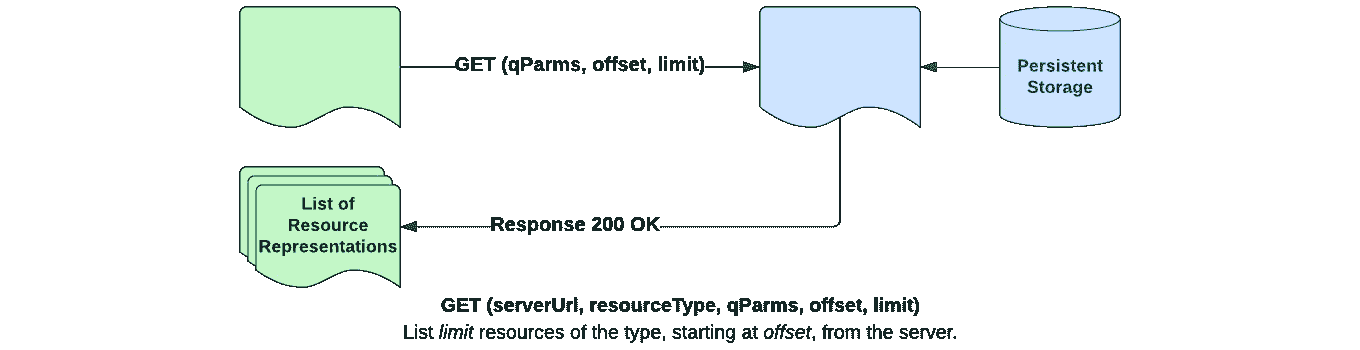 GET (qParms, offset, limit)
Persistent
Storage
List of
Resource
Representations
Response 200 OK
GET (serverUrl, resourceType, qParms, offset, limit)
List limit resources of the type, starting at offset, from the server.